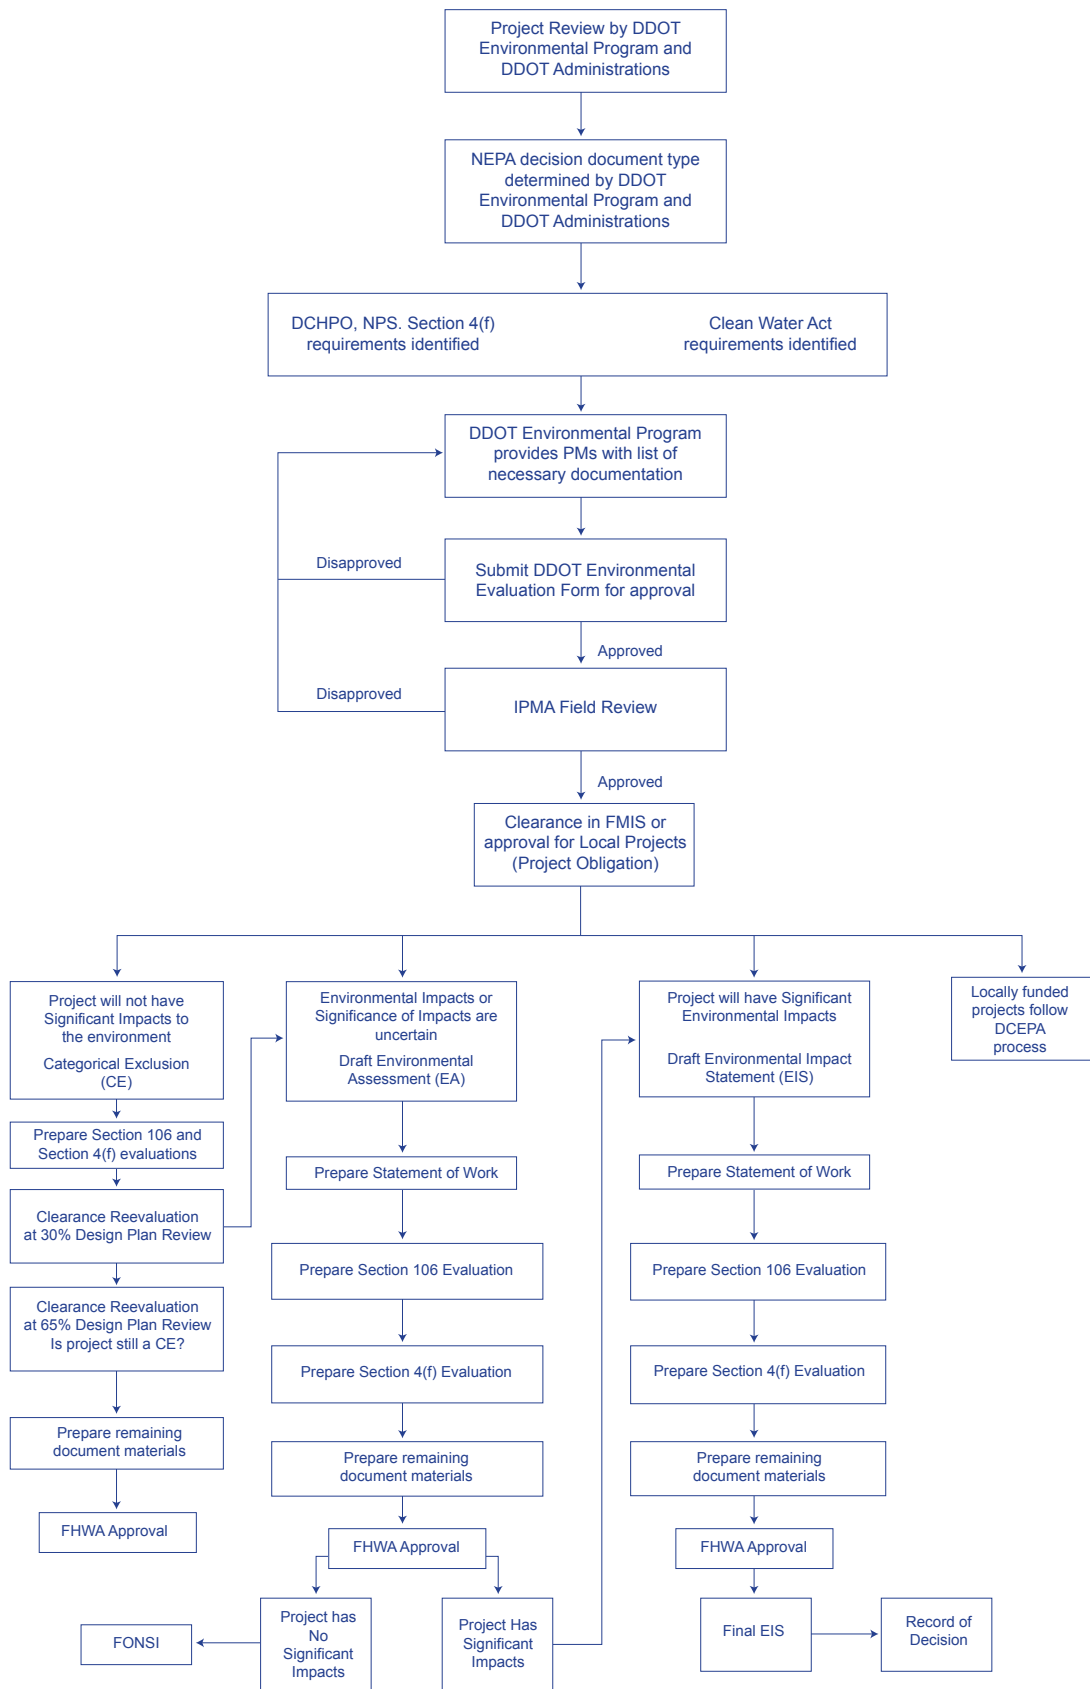 Project Review by DDOT
Environmental Program and
DDOT Administrations
NEPA decision document type
determined by DDOT
Environmental Program and
DDOT Administrations
DCHPO, NPS. Section 4(f)
requirements identified
Clean Water Act
requirements identified
DDOT Environmental Program
provides PMs with list of
necessary documentation
Disapproved
Submit DDOT Environmental
Evaluation Form for approval
Approved
Disapproved
IPMA Field Review
Approved
Clearance in FMIS or
approval for Local Projects
(Project Obligation)
Project will not have
Significant Impacts to
the environment
Categorical Exclusion
(CE)
Prepare Section 106 and
Section 4(f) evaluations
Clearance Reevaluation
at 30% Design Plan Review
Clearance Reevaluation
at 65% Design Plan Review
Is project still a CE?
Prepare remaining
document materials
FHWA Approval
Environmental Impacts or
Significance of Impacts are
uncertain
Draft Environmental
Assessment (EA)
Prepare Statement of Work
Prepare Section 106 Evaluation
Prepare Section 4(f) Evaluation
Prepare remaining
document materials
FHWA Approval
Project has
No
Significant
Impacts
FONSI
Project Has
Significant
Impacts
Project will have Significant
Environmental Impacts
Draft Environmental Impact
Statement (EIS)
Prepare Statement of Work
Prepare Section 106 Evaluation
Prepare Section 4(f) Evaluation
Prepare remaining
document materials
FHWA Approval
Final EIS
Record of
Decision
Locally funded
projects follow
DCEPA
process